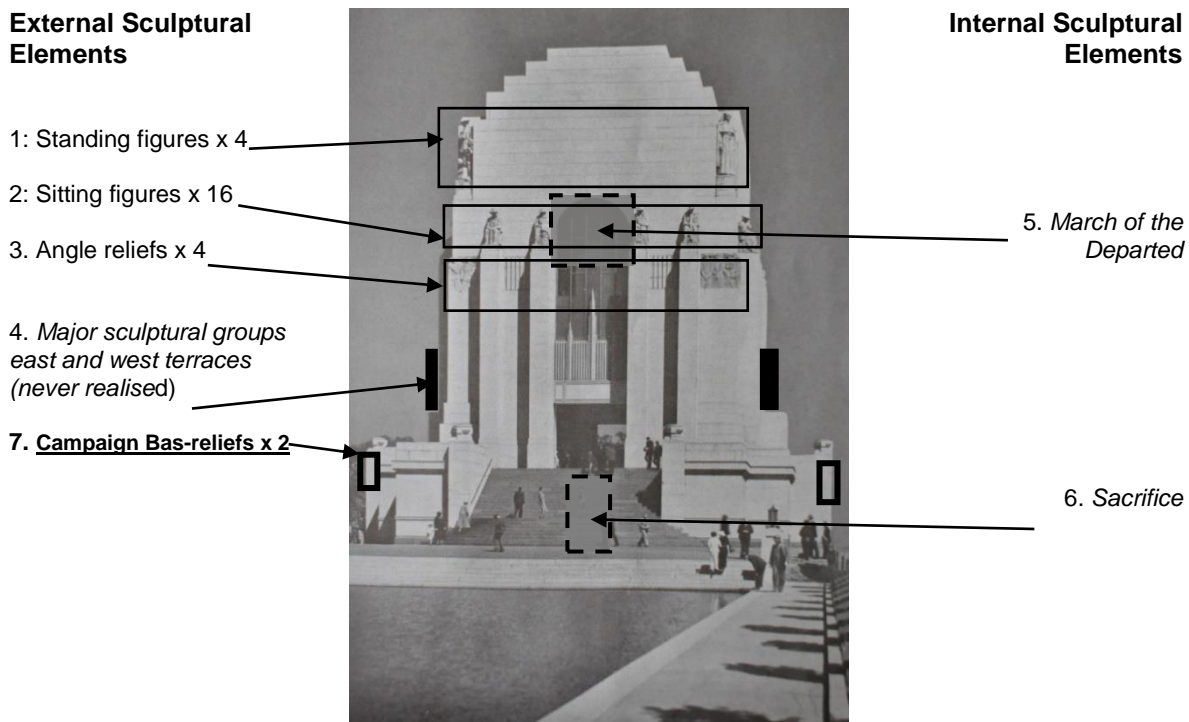 External Sculptural
Elements
Internal Sculptural
Elements
1: Standing figures x 4
2: Sitting figures x 16
3. Angle reliefs x 4
4. Major sculptural groups
east and west terraces
(never realised)
7. Campaign Bas-reliefs x 2
5. March of the
Departed
6. Sacrifice